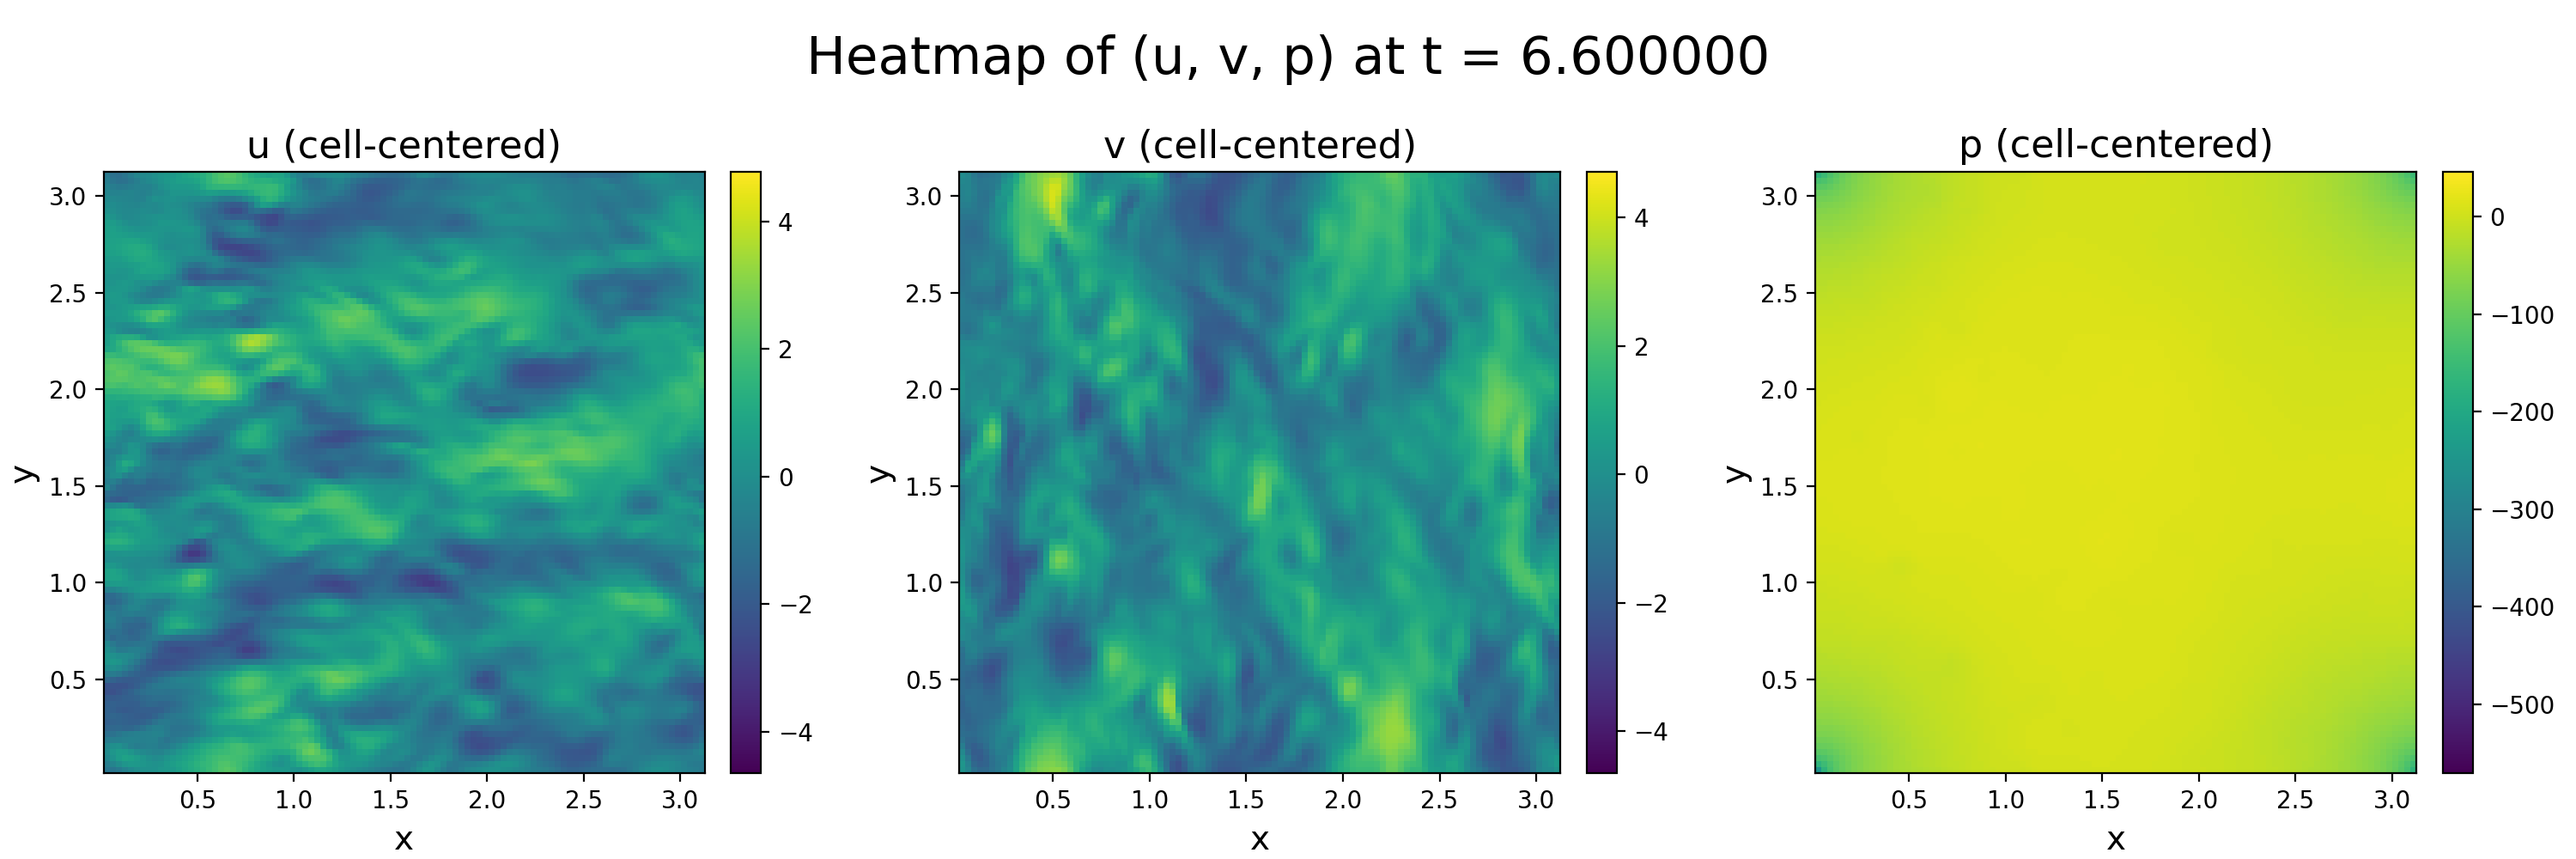 Heatmap of (u, v, p) at t = 6.600000
u (cell-centered)
y
3.0
2.5
2.0
1.5
1.0
0.5
0.5 1.0 1.5 2.0 2.5 3.0
x
4
2
0
−2
−4
v (cell-centered)
y
3.0
2.5
2.0
1.5
1.0
0.5
0.5 1.0 1.5 2.0 2.5 3.0
x
4
2
0
−2
−4
p (cell-centered)
y
3.0
2.5
2.0
1.5
1.0
0.5
0.5 1.0 1.5 2.0 2.5 3.0
x
0
−100
−200
−300
−400
−500